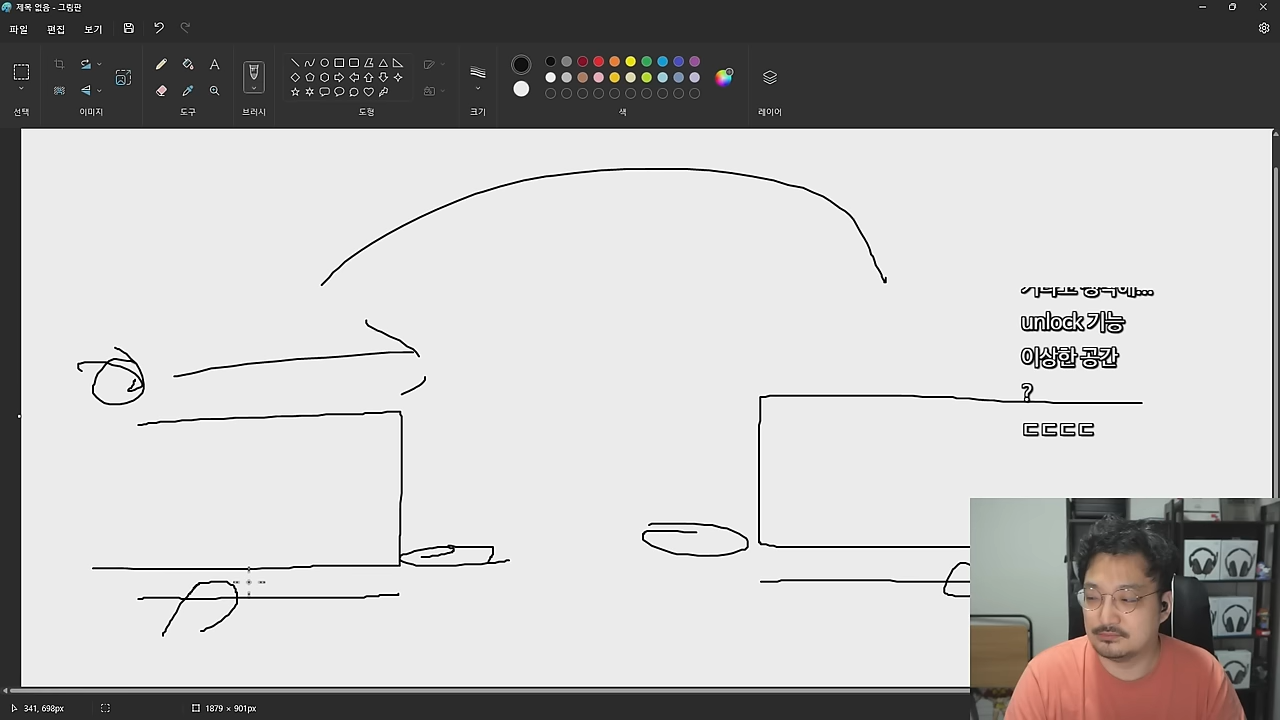 제목 없음 - 그림판
파일 편집 보기
선택 이미지 도구 브러시 도형 크기 색 레이어
unlock 기능
이상한 공간
?
ㄷㄷㄷㄷ
341, 698px 1879 × 901px